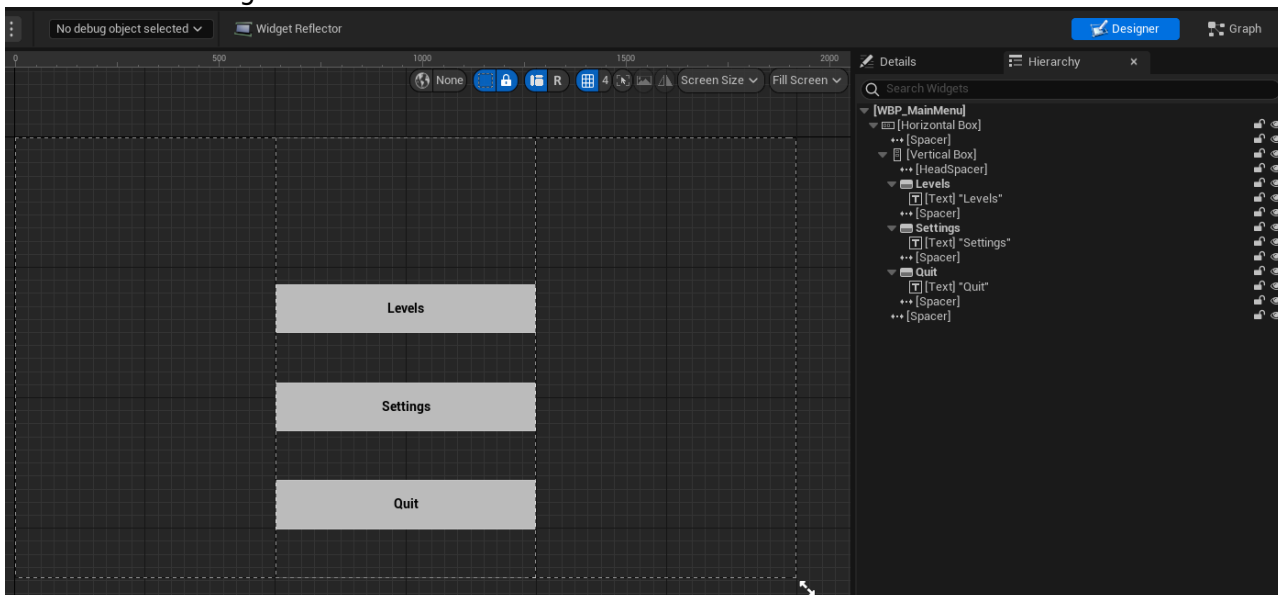 No debug object selected Widget Reflector Designer Graph
0 500 1000 1500 2000 Details Hierarchy ×
None R 4 Screen Size Fill Screen Search Widgets
[WBP_MainMenu]
[Horizontal Box]
[Spacer]
[Vertical Box]
[HeadSpacer]
Levels
[Text] "Levels"
[Spacer]
Settings
[Text] "Settings"
[Spacer]
Quit
[Text] "Quit"
[Spacer]
[Spacer]
Levels
Settings
Quit